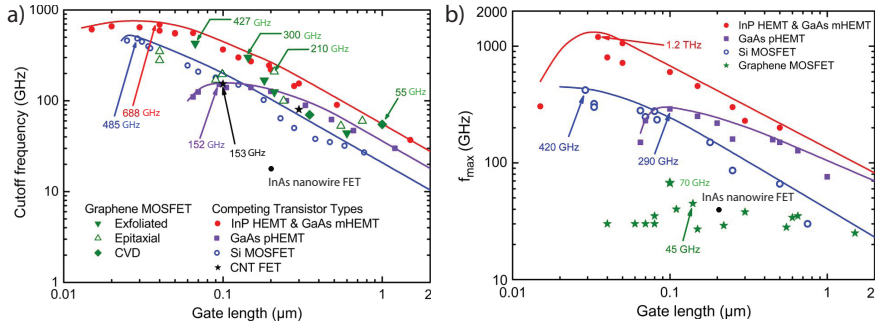 a)
Cutoff frequency (GHz)
1000
100
10
1
427 GHz
300 GHz
210 GHz
55 GHz
485 GHz
688 GHz
152 GHz
153 GHz
InAs nanowire FET
Graphene MOSFET
Exfoliated
Epitaxial
CVD
Competing Transistor Types
InP HEMT & GaAs mHEMT
GaAs pHEMT
Si MOSFET
CNT FET
0.01
0.1
1
2
Gate length (μm)
b)
fmax (GHz)
2000
1000
100
10
InP HEMT & GaAs mHEMT
GaAs pHEMT
Si MOSFET
Graphene MOSFET
1.2 THz
420 GHz
290 GHz
70 GHz
InAs nanowire FET
45 GHz
0.01
0.1
1
2
Gate length (μm)